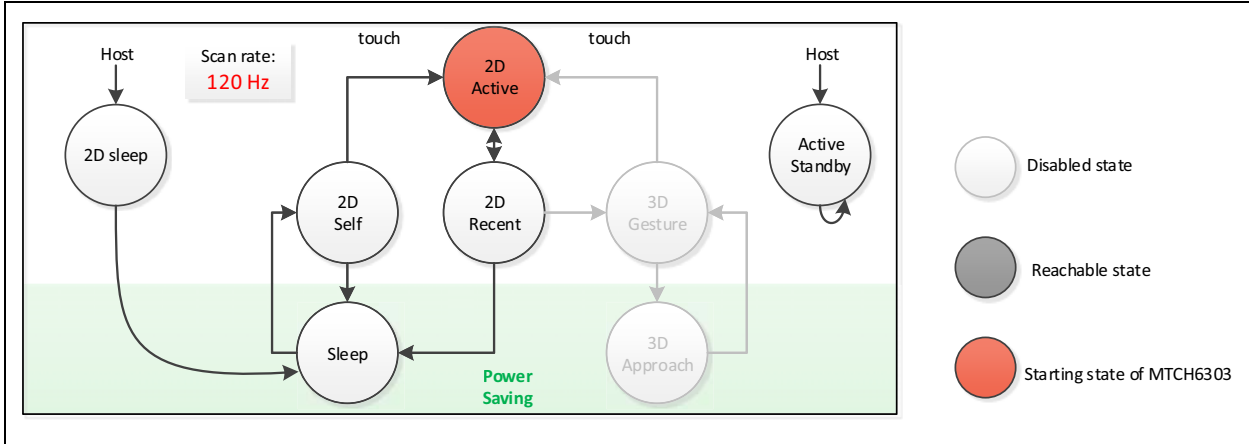 touch
touch
Host
Scan rate:
120 Hz
2D
Active
Host
2D sleep
Active
Standby
Disabled state
2D
Self
2D
Recent
3D
Gesture
Reachable state
Sleep
3D
Approach
Power
Saving
Starting state of MTCH6303